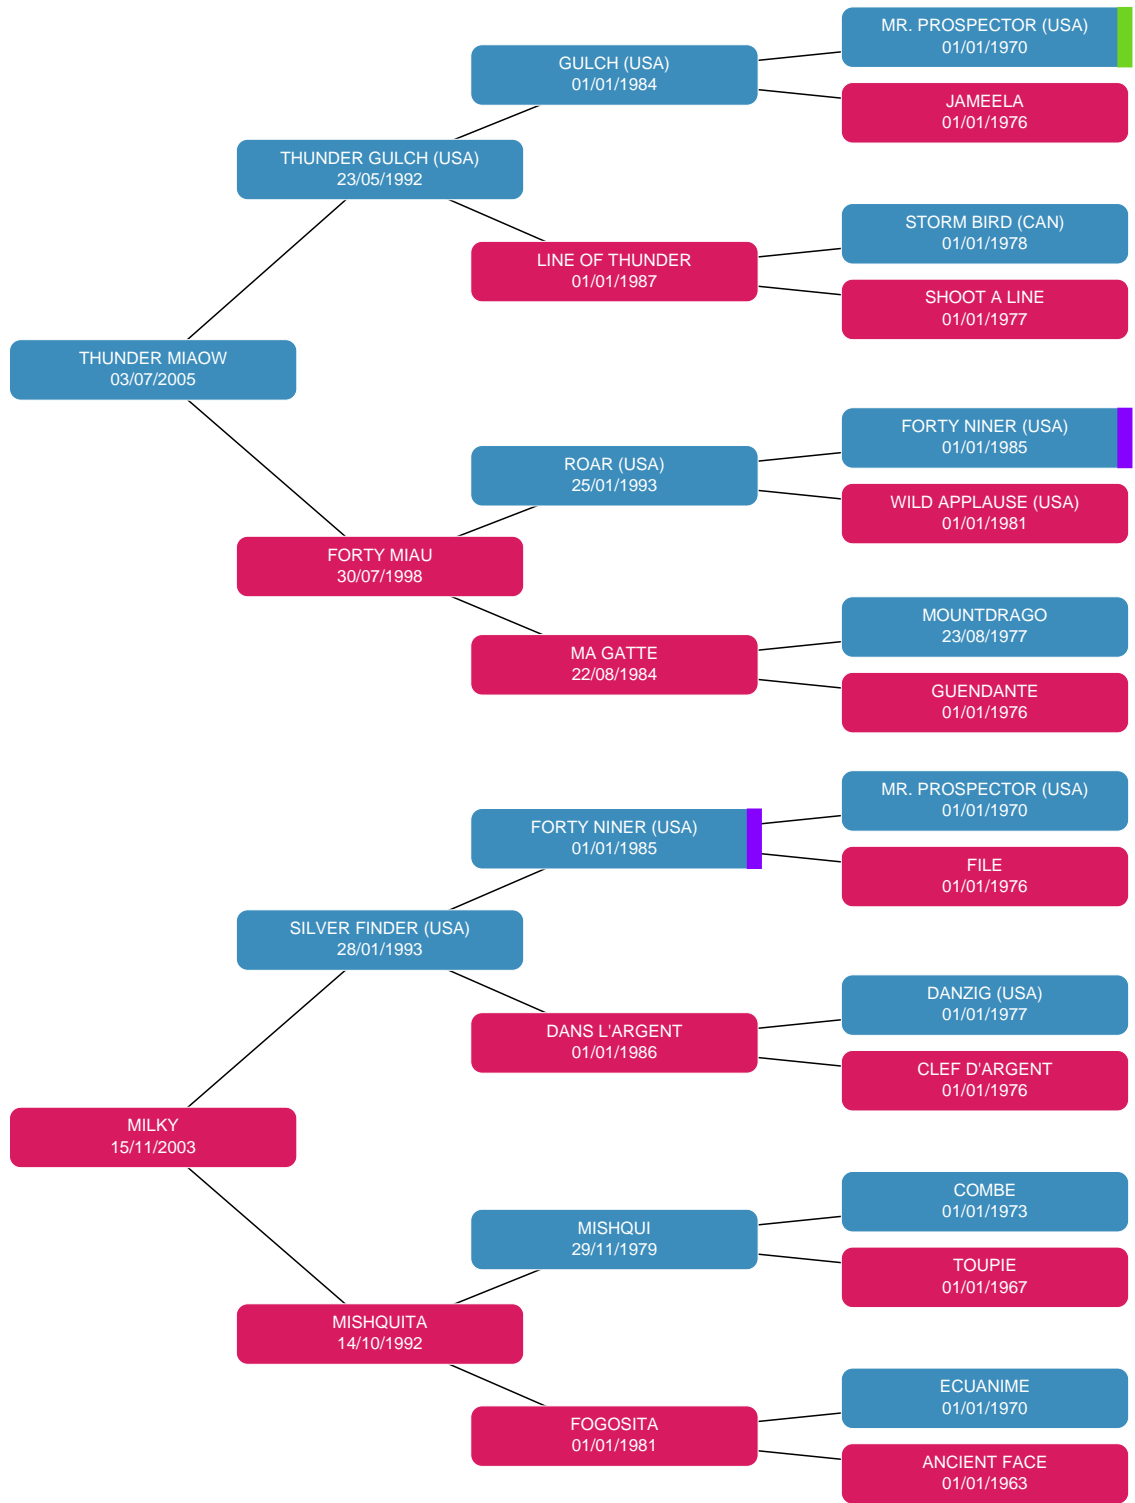 MR. PROSPECTOR (USA)
01/01/1970
GULCH (USA)
01/01/1984
JAMEELA
01/01/1976
THUNDER GULCH (USA)
23/05/1992
STORM BIRD (CAN)
01/01/1978
LINE OF THUNDER
01/01/1987
SHOOT A LINE
01/01/1977
THUNDER MIAOW
03/07/2005
FORTY NINER (USA)
01/01/1985
ROAR (USA)
25/01/1993
WILD APPLAUSE (USA)
01/01/1981
FORTY MIAU
30/07/1998
MOUNTDRAGO
23/08/1977
MA GATTE
22/08/1984
GUENDANTE
01/01/1976
MR. PROSPECTOR (USA)
01/01/1970
FORTY NINER (USA)
01/01/1985
FILE
01/01/1976
SILVER FINDER (USA)
28/01/1993
DANZIG (USA)
01/01/1977
DANS L'ARGENT
01/01/1986
CLEF D'ARGENT
01/01/1976
MILKY
15/11/2003
COMBE
01/01/1973
MISHQUI
29/11/1979
TOUPIE
01/01/1967
MISHQUITA
14/10/1992
ECUANIME
01/01/1970
FOGOSITA
01/01/1981
ANCIENT FACE
01/01/1963